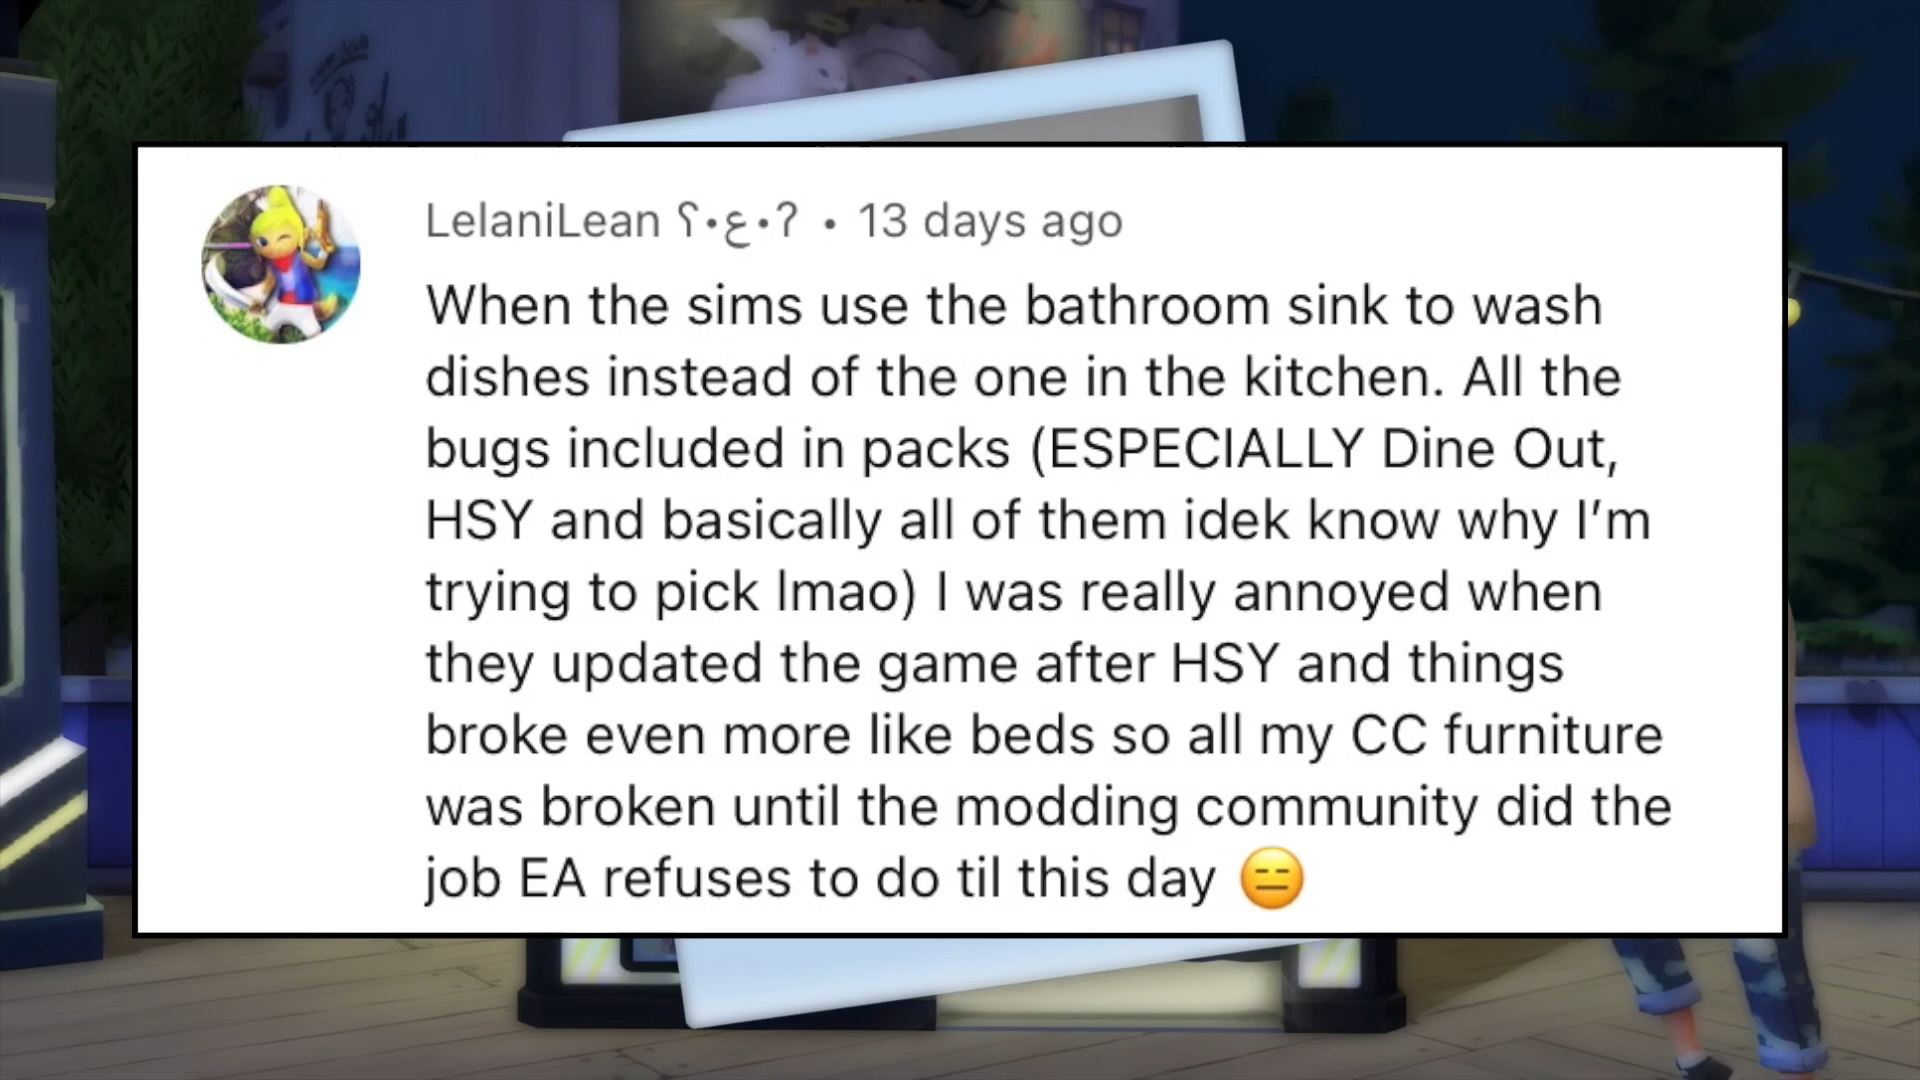 LelaniLean ʕ•ع•ʔ • 13 days ago
When the sims use the bathroom sink to wash
dishes instead of the one in the kitchen. All the
bugs included in packs (ESPECIALLY Dine Out,
HSY and basically all of them idek know why I’m
trying to pick lmao) I was really annoyed when
they updated the game after HSY and things
broke even more like beds so all my CC furniture
was broken until the modding community did the
job EA refuses to do til this day 😑